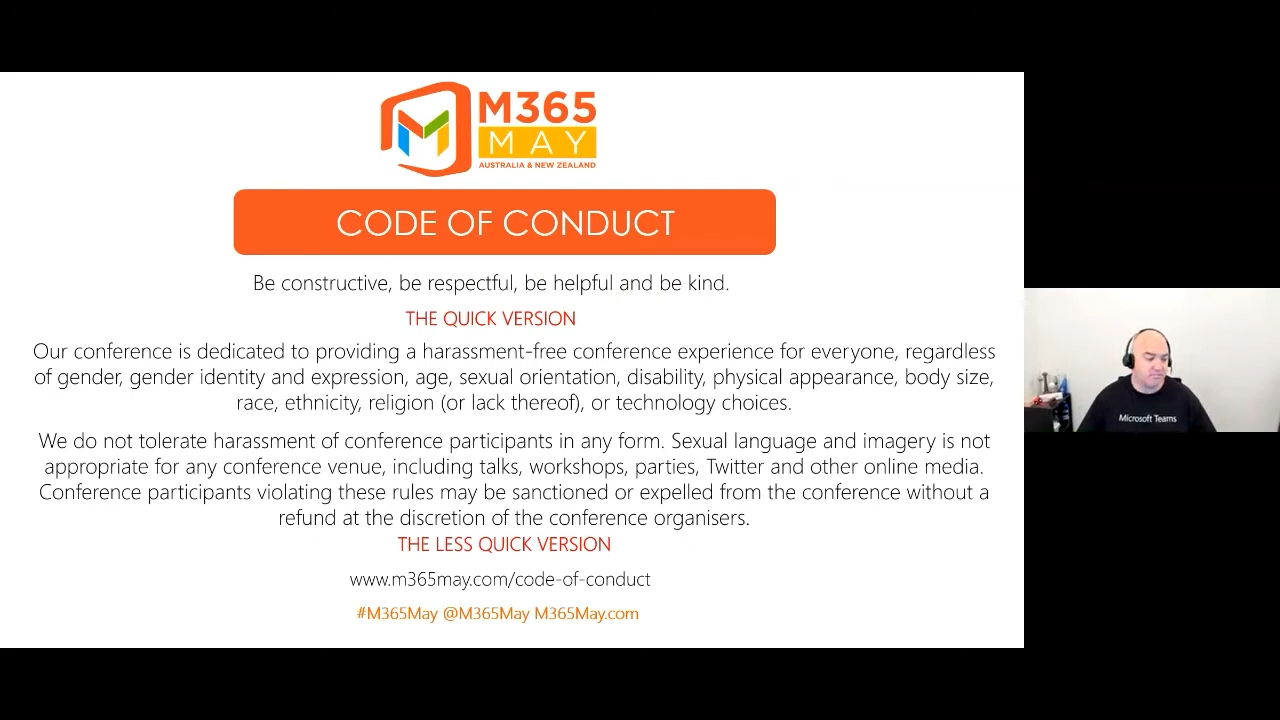 M365
MAY
AUSTRALIA & NEW ZEALAND
CODE OF CONDUCT
Be constructive, be respectful, be helpful and be kind.
THE QUICK VERSION
Our conference is dedicated to providing a harassment-free conference experience for everyone, regardless
of gender, gender identity and expression, age, sexual orientation, disability, physical appearance, body size,
race, ethnicity, religion (or lack thereof), or technology choices.
We do not tolerate harassment of conference participants in any form. Sexual language and imagery is not
appropriate for any conference venue, including talks, workshops, parties, Twitter and other online media.
Conference participants violating these rules may be sanctioned or expelled from the conference without a
refund at the discretion of the conference organisers.
THE LESS QUICK VERSION
www.m365may.com/code-of-conduct
#M365May @M365May M365May.com
Microsoft Teams